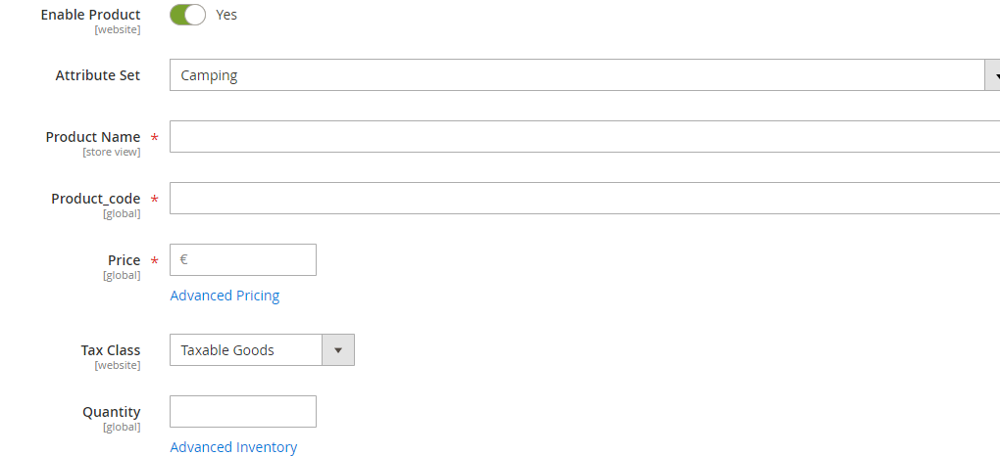 Enable Product Yes
[website]
Attribute Set Camping
Product Name *
[store view]
Product_code *
[global]
Price * €
[global]
Advanced Pricing
Tax Class Taxable Goods
[website]
Quantity
[global]
Advanced Inventory